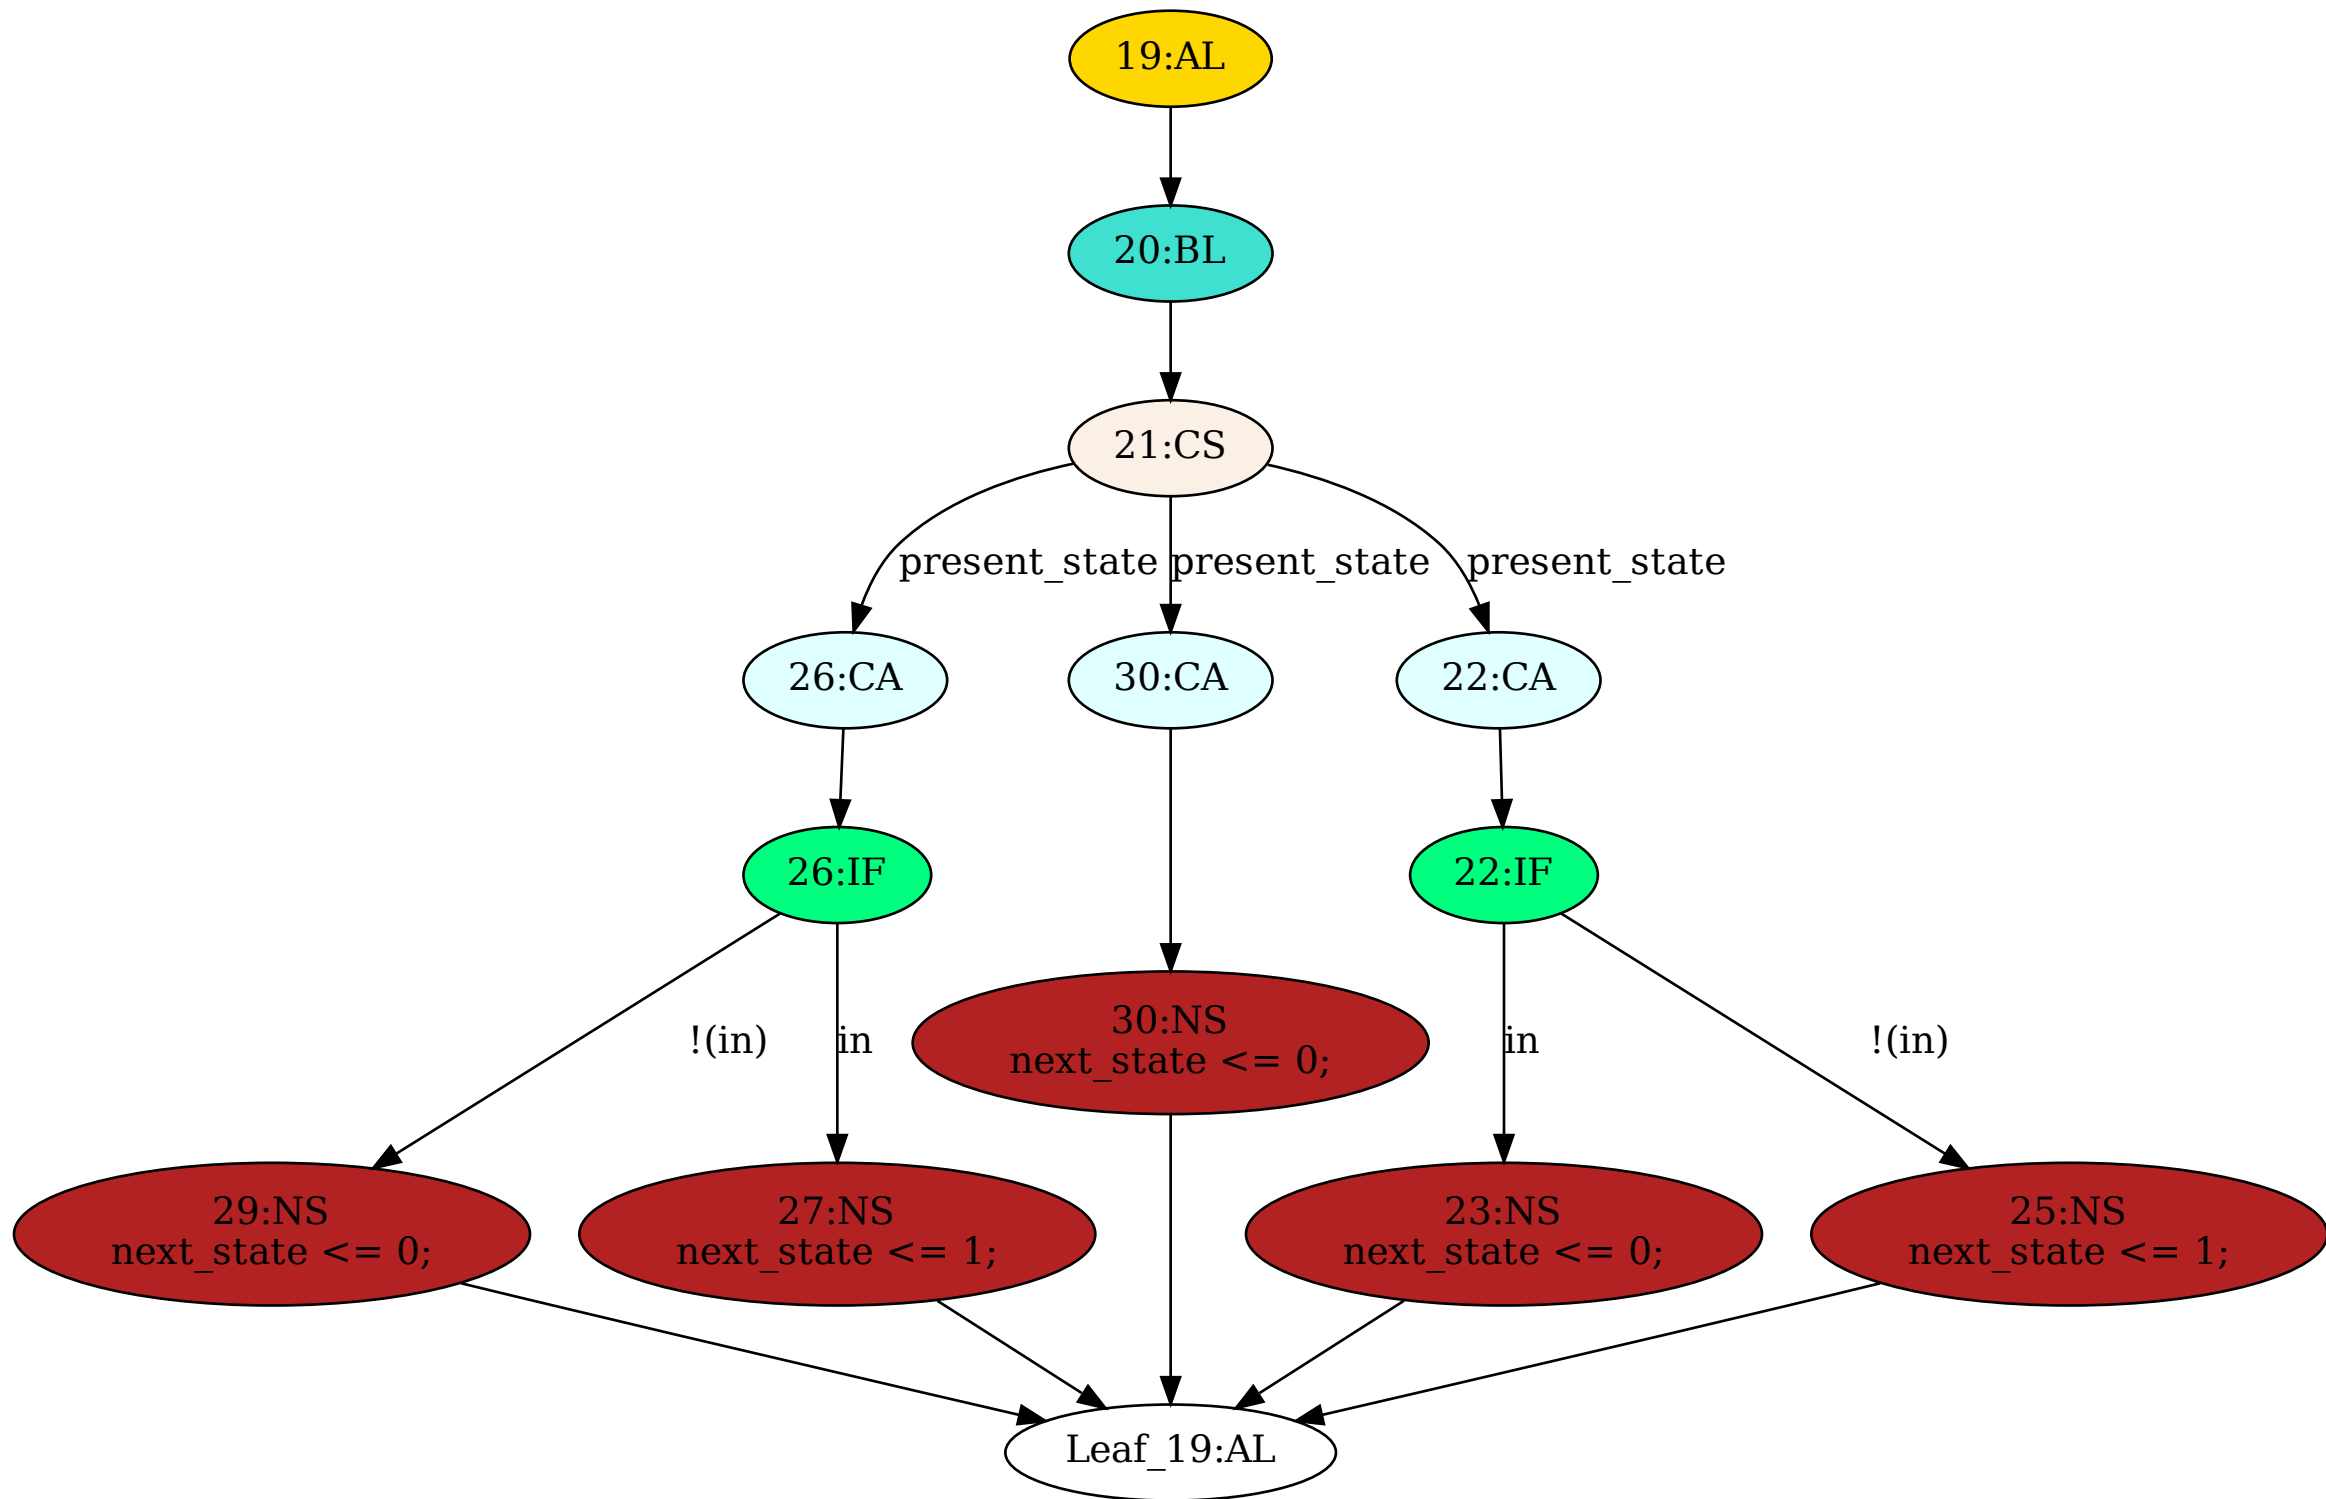 19:AL
20:BL
21:CS
present_state
present_state
present_state
26:CA
30:CA
22:CA
26:IF
22:IF
!(in)
in
30:NS
next_state <= 0;
in
!(in)
29:NS
next_state <= 0;
27:NS
next_state <= 1;
23:NS
next_state <= 0;
25:NS
next_state <= 1;
Leaf_19:AL